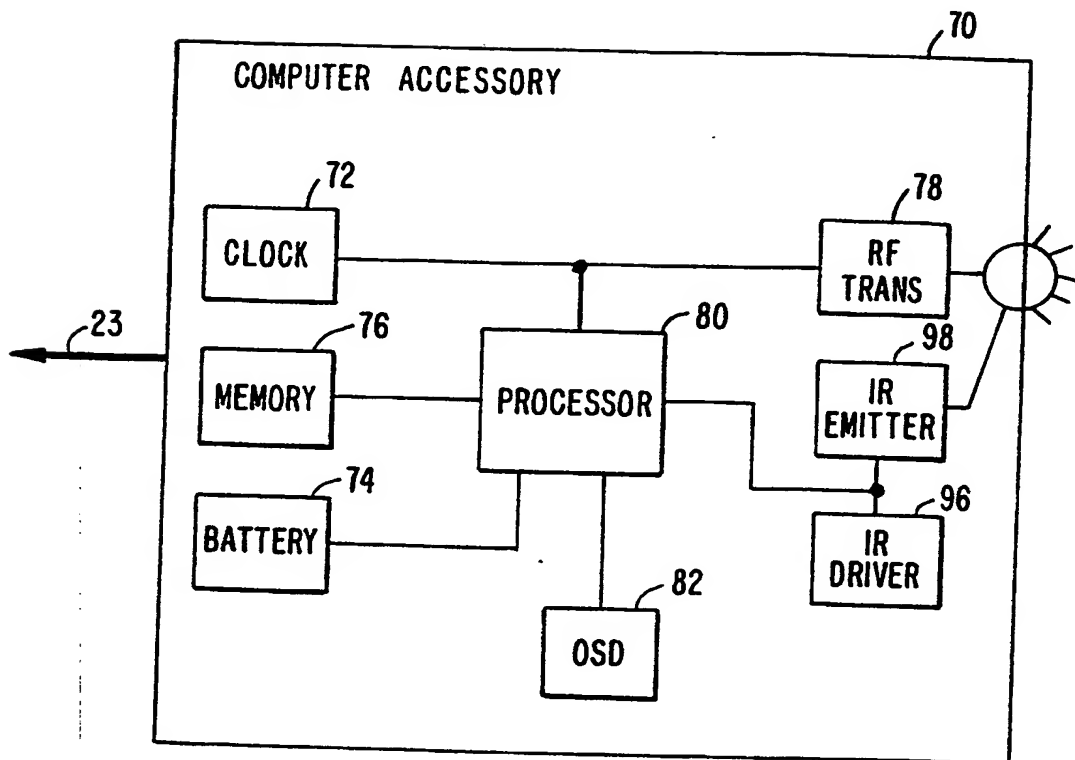 70
COMPUTER ACCESSORY
72
CLOCK
78
RF
TRANS
23
76
MEMORY
80
PROCESSOR
98
IR
EMITTER
74
BATTERY
96
IR
DRIVER
82
OSD